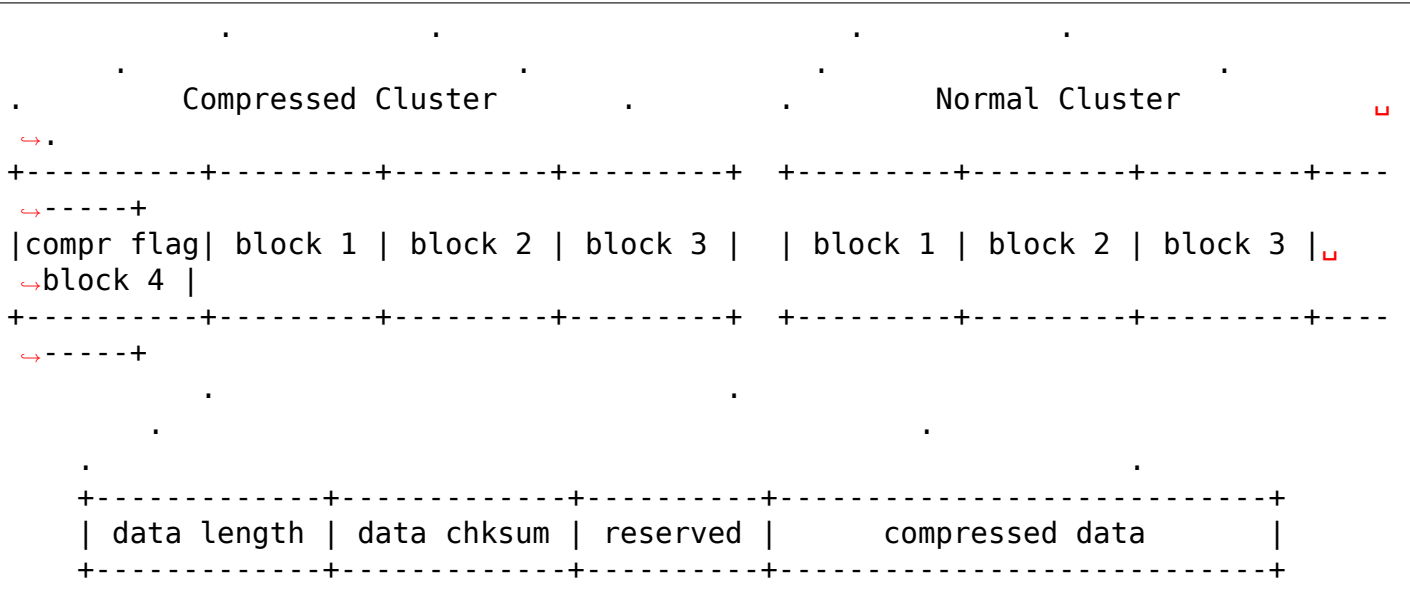 .           .                       .           .
      .                       .                .                       .
.         Compressed Cluster       .        .        Normal Cluster           ␣
↪.
+----------+---------+---------+---------+  +---------+---------+---------+----
↪-----+
|compr flag| block 1 | block 2 | block 3 |  | block 1 | block 2 | block 3 |␣
↪block 4 |
+----------+---------+---------+---------+  +---------+---------+---------+----
↪-----+
           .                             .
        .                                           .
    .                                                           .
    +-------------+-------------+----------+----------------------------+
    | data length | data chksum | reserved |      compressed data       |
    +-------------+-------------+----------+----------------------------+